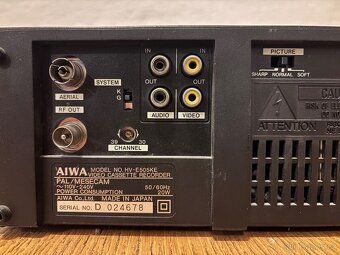 IN
IN
PICTURE
SHARP NORMAL SOFT
SYSTEM
K
G
AERIAL
OUT
OUT
RF OUT
AUDIO
VIDEO
ATTENTION
CHANNEL
AIWA MODEL NO. HV-E505KE
VIDEO CASSETTE RECORDER
PAL/MESECAM
~110V-240V 50/60Hz
POWER CONSUMPTION 20W
AIWA Co.,Ltd. MADE IN JAPAN
SERIAL NO. D 024678